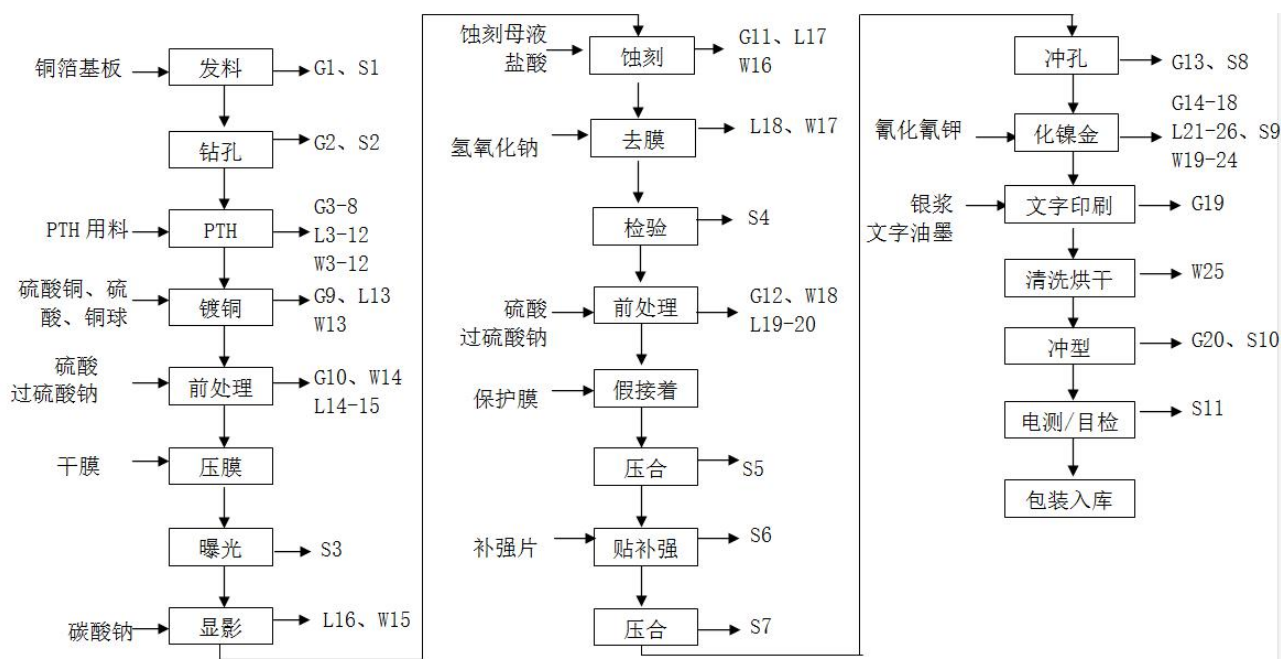 铜箔基板
发料
G1、S1
钻孔
G2、S2
PTH 用料
PTH
G3-8
L3-12
W3-12
硫酸铜、硫
酸、铜球
镀铜
G9、L13
W13
硫酸
过硫酸钠
前处理
G10、W14
L14-15
干膜
压膜
曝光
S3
碳酸钠
显影
L16、W15
蚀刻母液
盐酸
蚀刻
G11、L17
W16
氢氧化钠
去膜
L18、W17
检验
S4
硫酸
过硫酸钠
前处理
G12、W18
L19-20
保护膜
假接着
压合
S5
补强片
贴补强
S6
压合
S7
冲孔
G13、S8
氰化氰钾
化镍金
G14-18
L21-26、S9
W19-24
银浆
文字油墨
文字印刷
G19
清洗烘干
W25
冲型
G20、S10
电测/目检
S11
包装入库